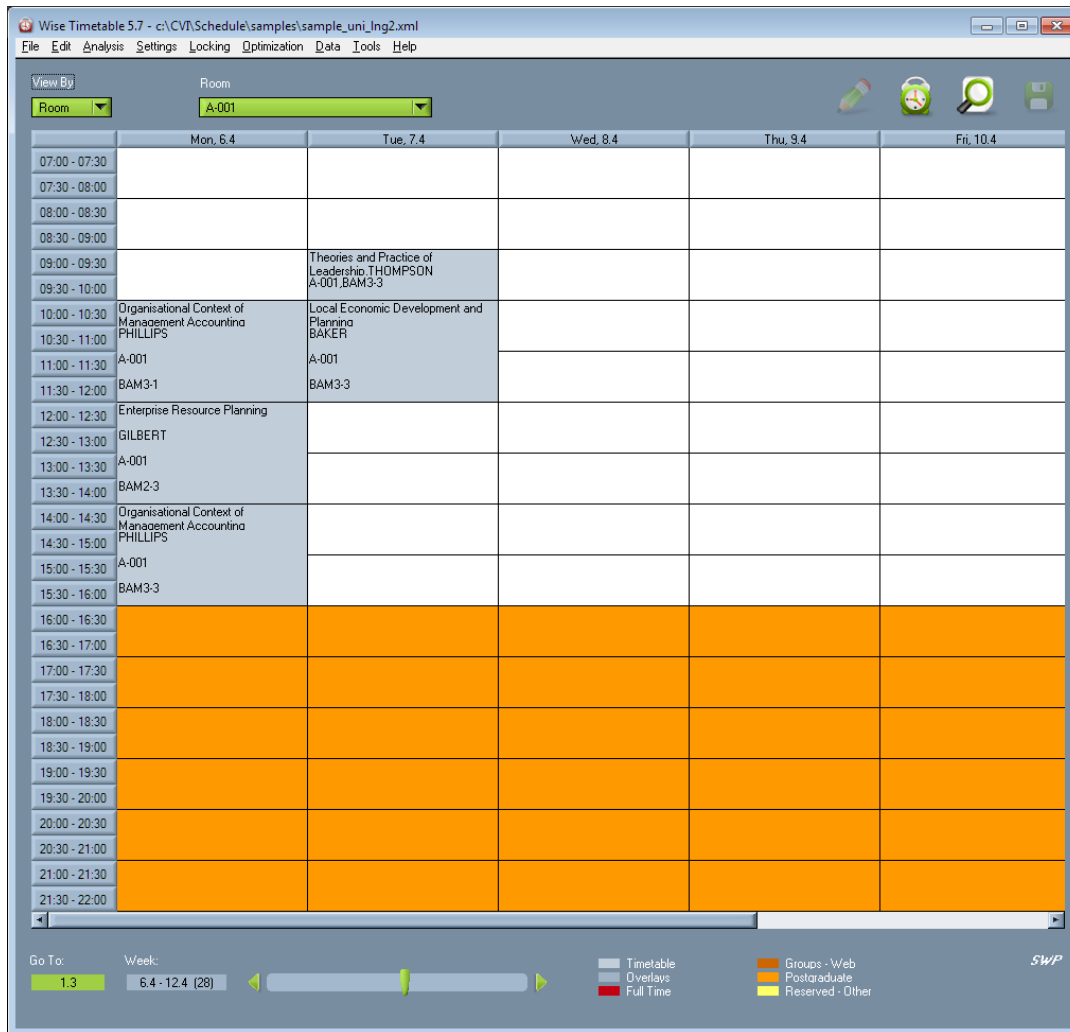 Wise Timetable 5.7 - c:\CVI\Schedule\samples\sample_uni_lng2.xml
File Edit Analysis Settings Locking Optimization Data Tools Help
View By Room
Room A-001
Mon, 6.4 Tue, 7.4 Wed, 8.4 Thu, 9.4 Fri, 10.4
07:00 - 07:30
07:30 - 08:00
08:00 - 08:30
08:30 - 09:00
09:00 - 09:30
09:30 - 10:00
10:00 - 10:30
10:30 - 11:00
11:00 - 11:30
11:30 - 12:00
12:00 - 12:30
12:30 - 13:00
13:00 - 13:30
13:30 - 14:00
14:00 - 14:30
14:30 - 15:00
15:00 - 15:30
15:30 - 16:00
16:00 - 16:30
16:30 - 17:00
17:00 - 17:30
17:30 - 18:00
18:00 - 18:30
18:30 - 19:00
19:00 - 19:30
19:30 - 20:00
20:00 - 20:30
20:30 - 21:00
21:00 - 21:30
21:30 - 22:00
Organisational Context of
Management Accounting
PHILLIPS
A-001
BAM3-1
Enterprise Resource Planning
GILBERT
A-001
BAM2-3
Organisational Context of
Management Accounting
PHILLIPS
A-001
BAM3-3
Theories and Practice of
Leadership,THOMPSON
A-001,BAM3-3
Local Economic Development and
Planning
BAKER
A-001
BAM3-3
Go To: Week:
1.3 6.4 - 12.4 (28)
Timetable
Overlays
Full Time
Groups - Web
Postgraduate
Reserved - Other
SWP